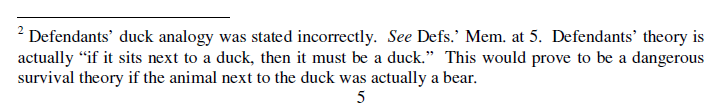 2 Defendants’ duck analogy was stated incorrectly. See Defs.’ Mem. at 5. Defendants’ theory is
actually “if it sits next to a duck, then it must be a duck.” This would prove to be a dangerous
survival theory if the animal next to the duck was actually a bear.
5